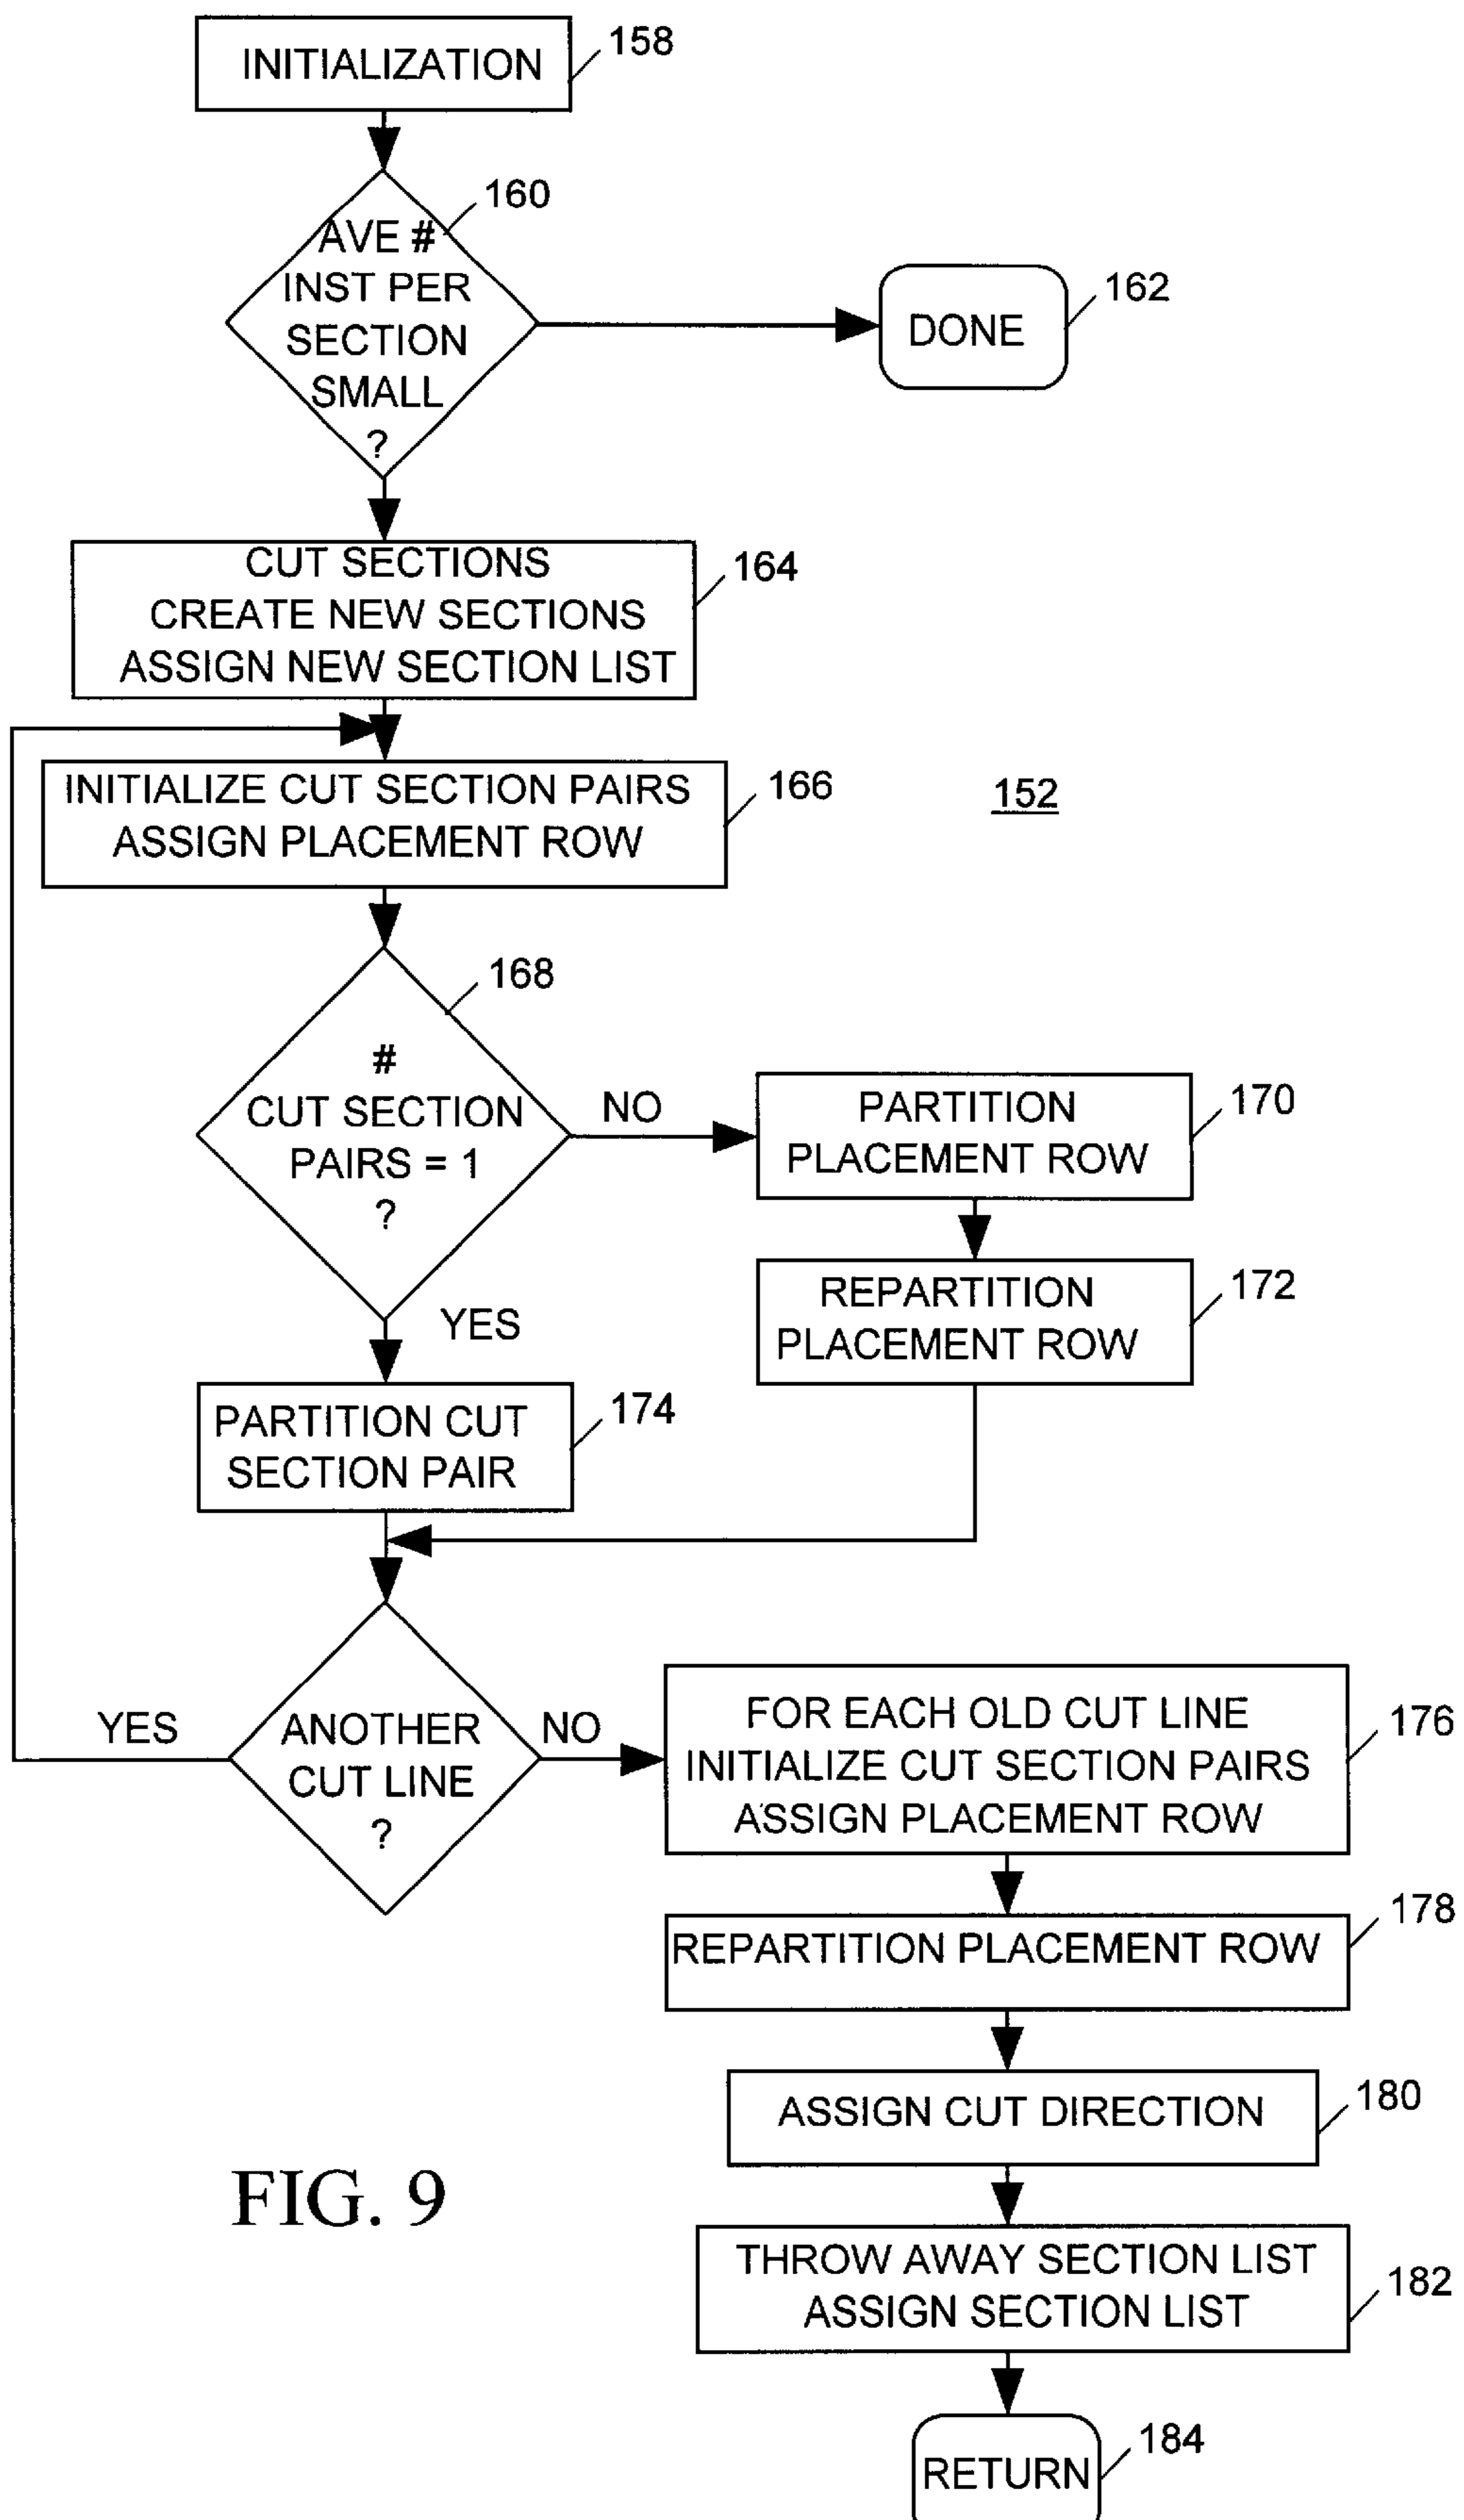 INITIALIZATION
158
160
AVE #
INST PER
SECTION
SMALL
?
DONE
162
CUT SECTIONS
CREATE NEW SECTIONS
ASSIGN NEW SECTION LIST
164
INITIALIZE CUT SECTION PAIRS
ASSIGN PLACEMENT ROW
166
152
168
#
CUT SECTION
PAIRS = 1
?
NO
PARTITION
PLACEMENT ROW
170
REPARTITION
PLACEMENT ROW
172
YES
PARTITION CUT
SECTION PAIR
174
YES
ANOTHER
CUT LINE
?
NO
FOR EACH OLD CUT LINE
INITIALIZE CUT SECTION PAIRS
ASSIGN PLACEMENT ROW
176
REPARTITION PLACEMENT ROW
178
ASSIGN CUT DIRECTION
180
FIG. 9
THROW AWAY SECTION LIST
ASSIGN SECTION LIST
182
RETURN
184